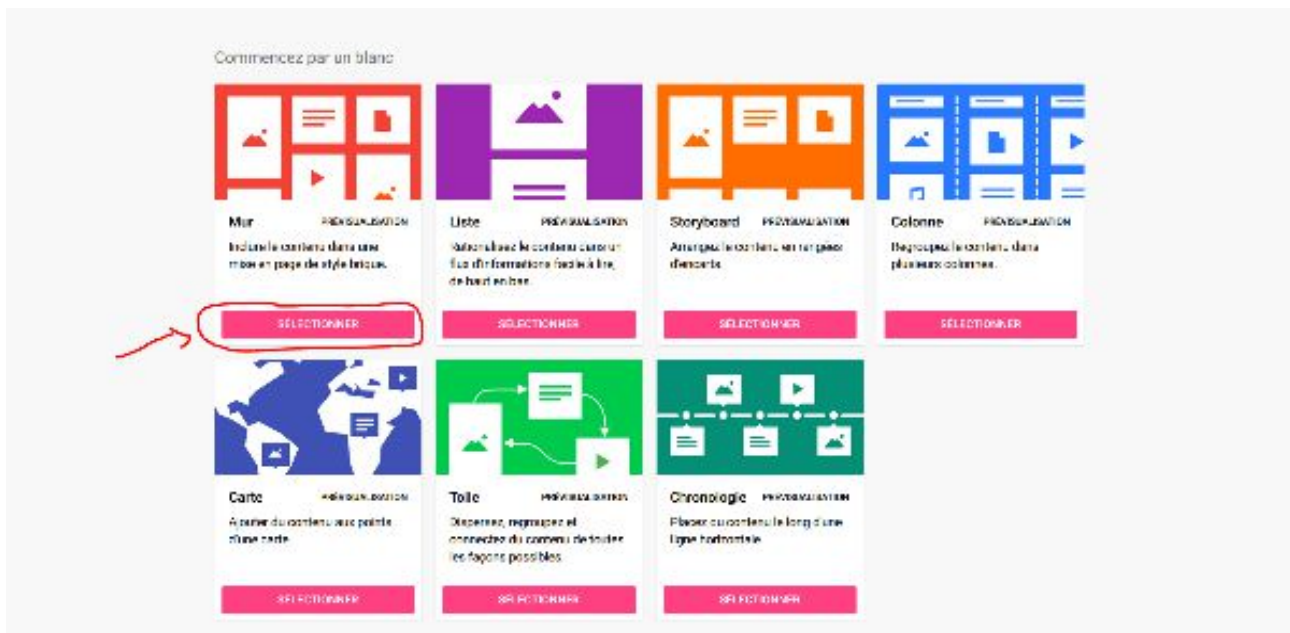 Commencez par un blanc
Mur PRÉVISUALISATION
Inclure le contenu dans une
mise en page de style brique.
SÉLECTIONNER
Liste PRÉVISUALISATION
Rationalisez le contenu dans un
flux d'informations facile à lire,
de haut en bas.
SÉLECTIONNER
Storyboard PRÉVISUALISATION
Arrangez le contenu en rangées
d'encarts.
SÉLECTIONNER
Colonne PRÉVISUALISATION
Regroupez le contenu dans
plusieurs colonnes.
SÉLECTIONNER
Carte PRÉVISUALISATION
Ajouter du contenu aux points
d'une carte.
SÉLECTIONNER
Toile PRÉVISUALISATION
Dispersez, regroupez et
connectez du contenu de toutes
les façons possibles.
SÉLECTIONNER
Chronologie PRÉVISUALISATION
Placez du contenu le long d'une
ligne horizontale.
SÉLECTIONNER